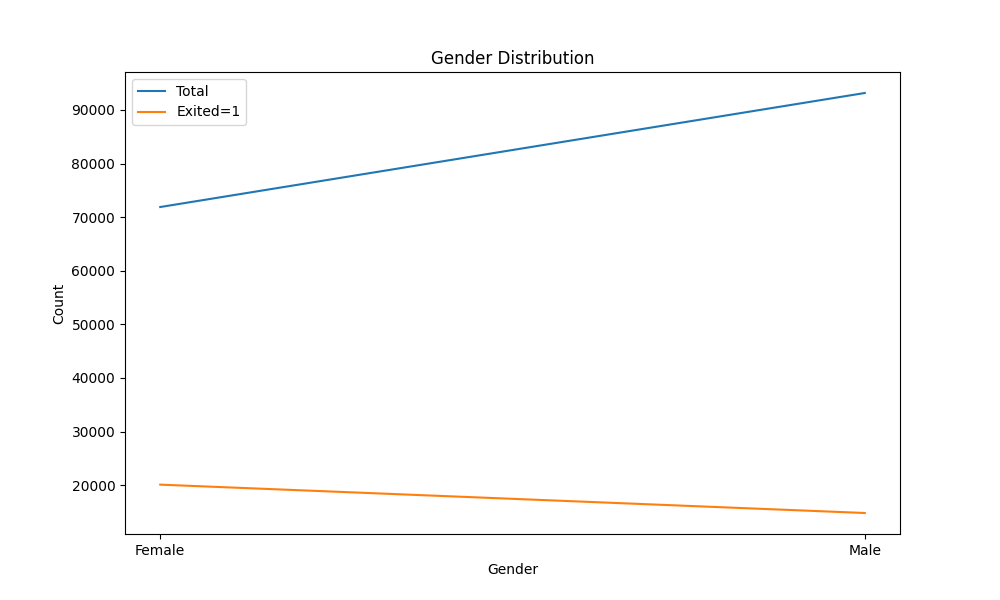 Gender Distribution
Total
Exited=1
90000
80000
70000
60000
50000
40000
30000
20000
Count
Female
Male
Gender